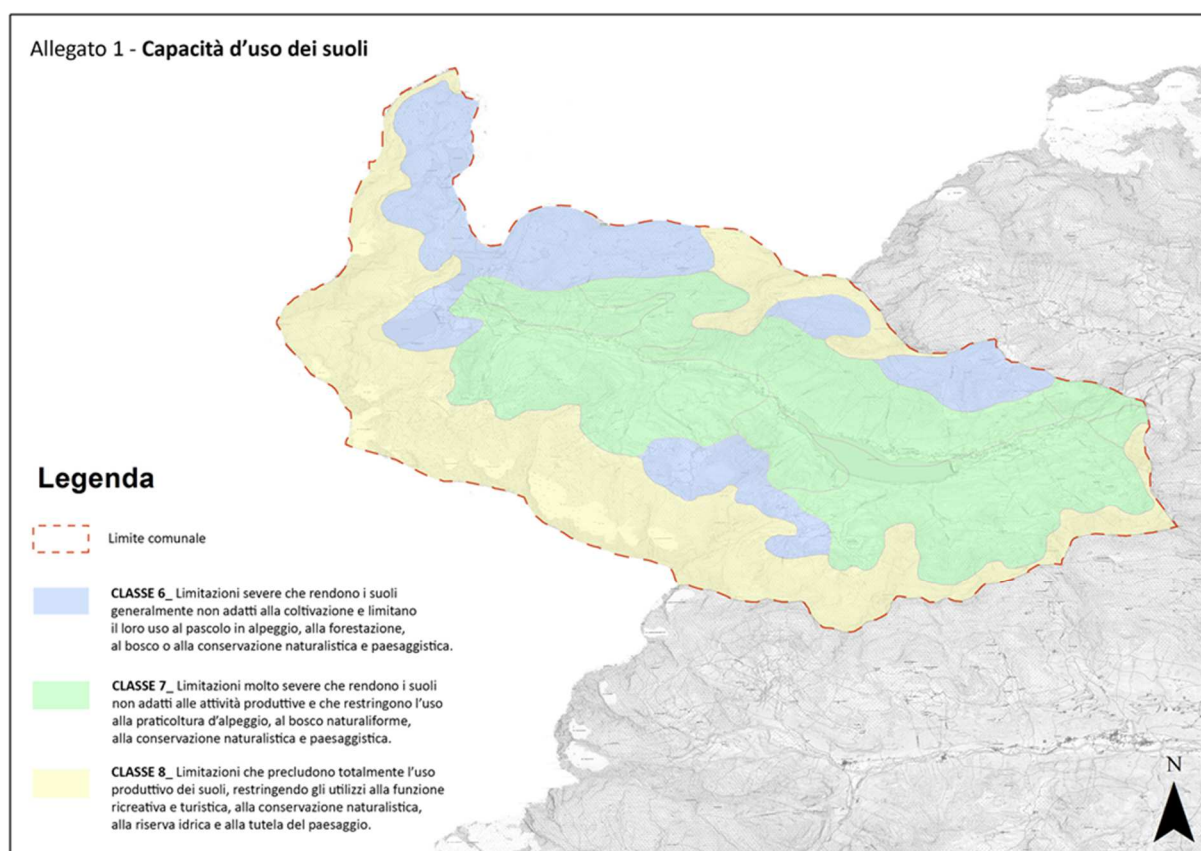 Allegato 1 - Capacità d'uso dei suoli
Legenda
Limite comunale
CLASSE 6_ Limitazioni severe che rendono i suoli
generalmente non adatti alla coltivazione e limitano
il loro uso al pascolo in alpeggio, alla forestazione,
al bosco o alla conservazione naturalistica e paesaggistica.
CLASSE 7_ Limitazioni molto severe che rendono i suoli
non adatti alle attività produttive e che restringono l'uso
alla praticoltura d'alpeggio, al bosco naturaliforme,
alla conservazione naturalistica e paesaggistica.
CLASSE 8_ Limitazioni che precludono totalmente l'uso
produttivo dei suoli, restringendo gli utilizzi alla funzione
ricreativa e turistica, alla conservazione naturalistica,
alla riserva idrica e alla tutela del paesaggio.
N